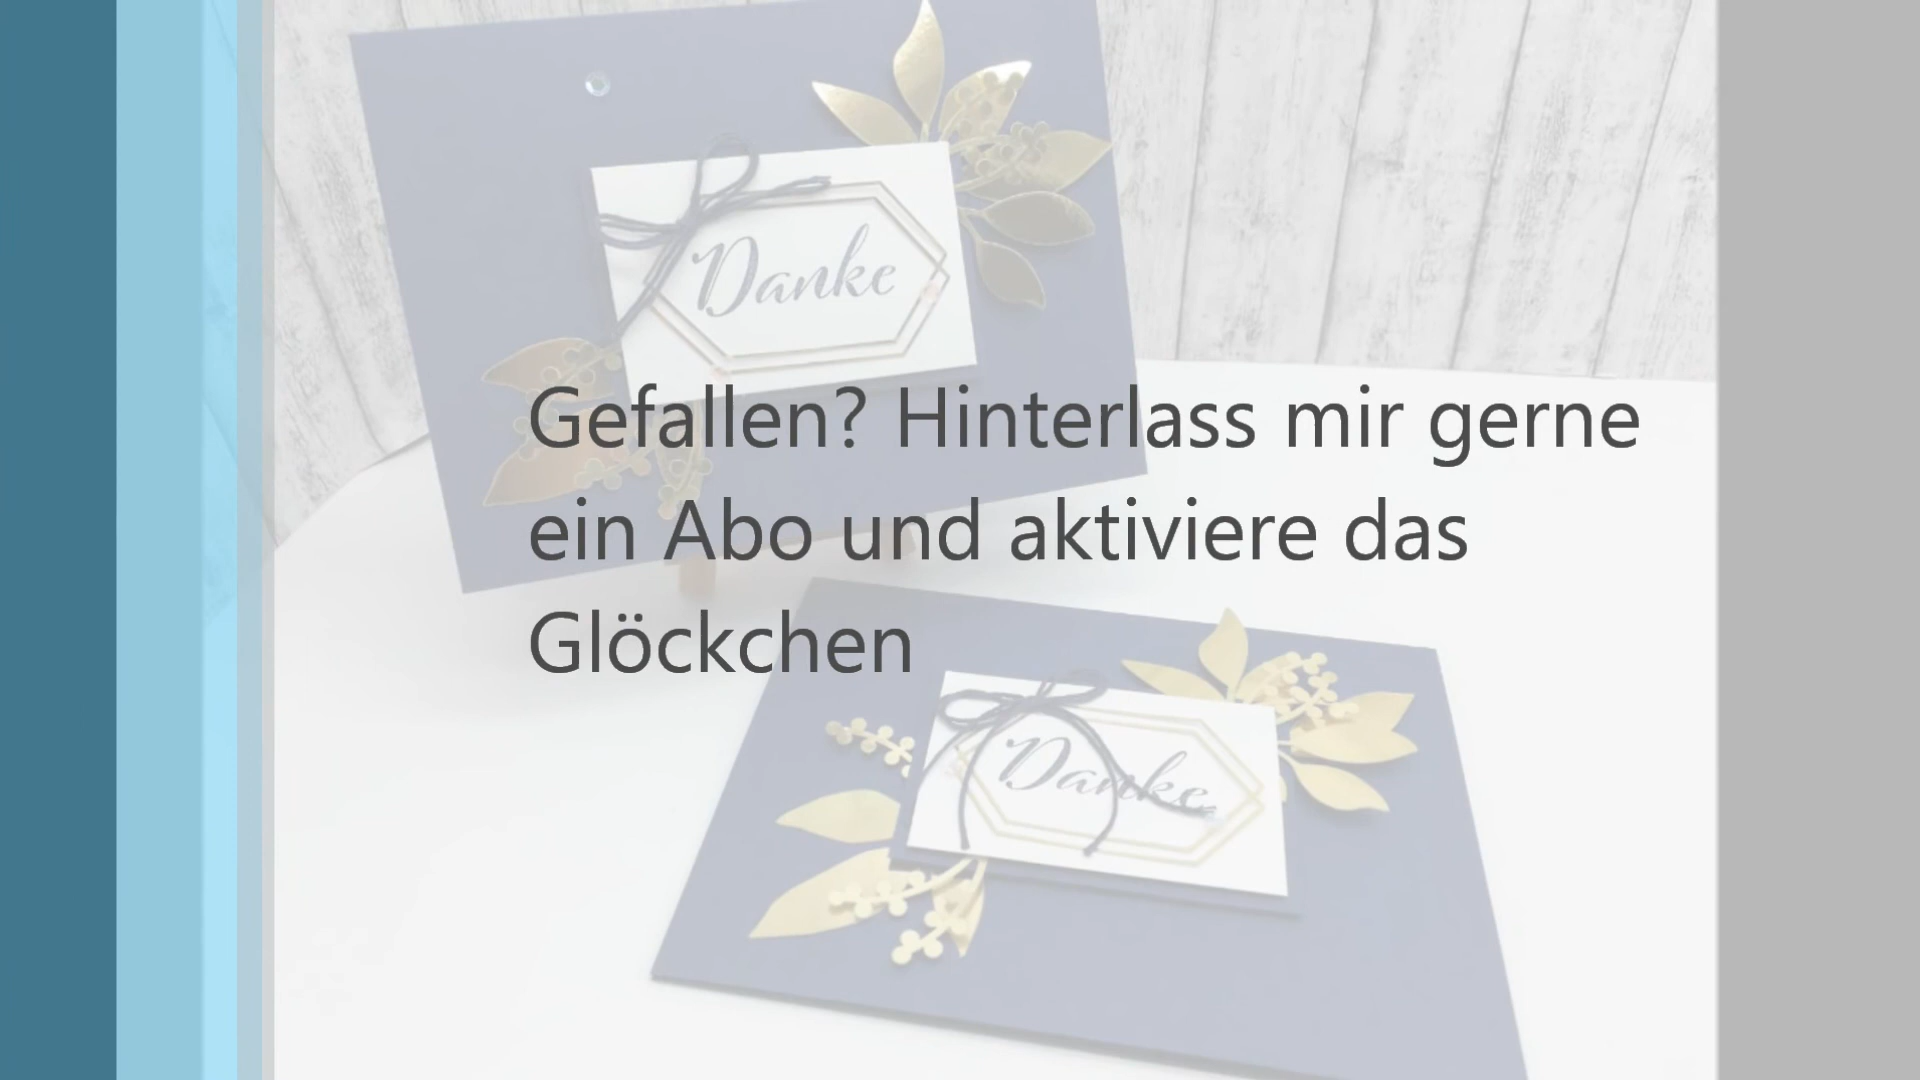 Danke
Gefallen? Hinterlass mir gerne
ein Abo und aktiviere das
Glöckchen
Danke